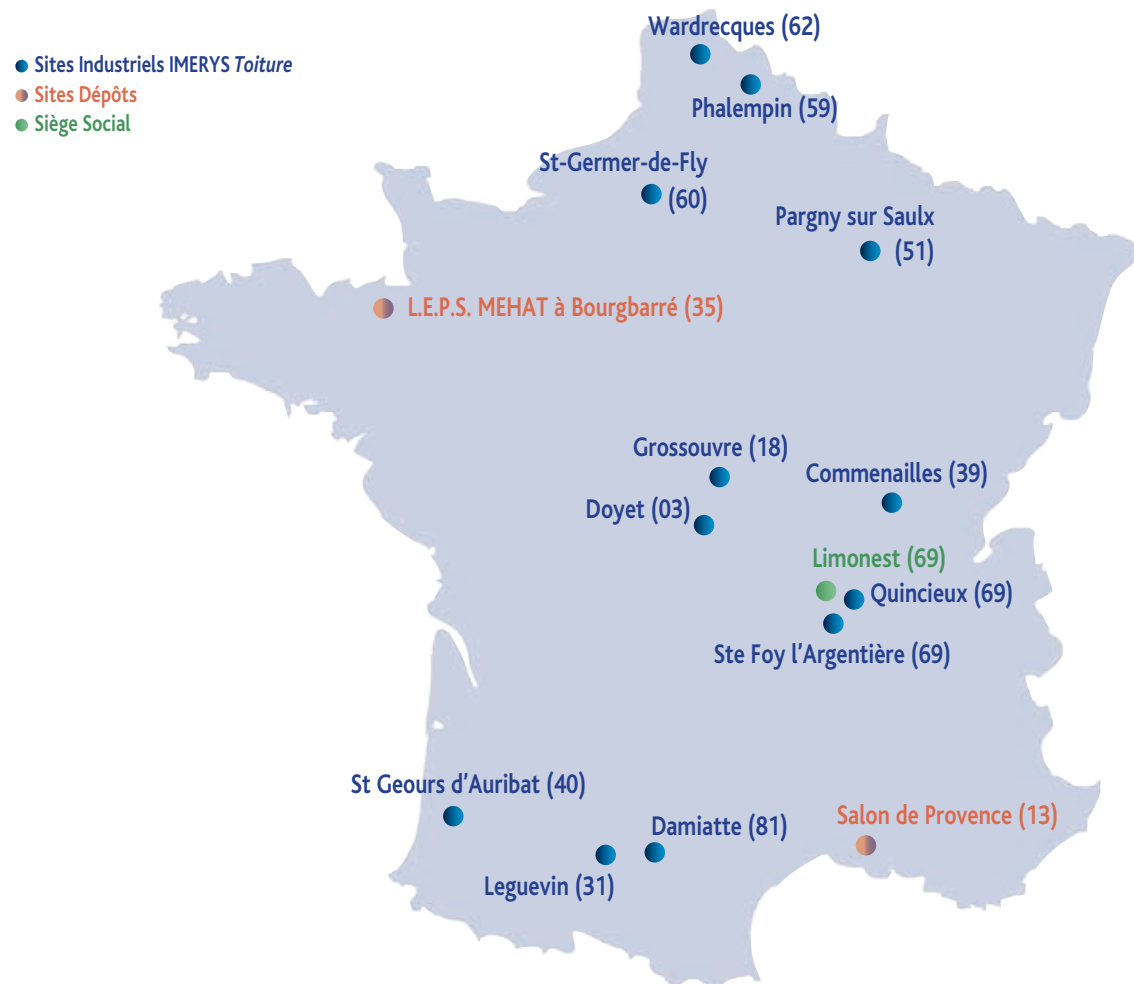 Wardrecques (62)
Sites Industriels IMERYS Toiture
Sites Dépôts
Siège Social
Phalempin (59)
St-Germer-de-Fly
(60)
Pargny sur Saulx
(51)
L.E.P.S. MEHAT à Bourgbarré (35)
Grossouvre (18)
Commenailles (39)
Doyet (03)
Limonest (69)
Quincieux (69)
Ste Foy l'Argentière (69)
St Geours d'Auribat (40)
Salon de Provence (13)
Damiatte (81)
Leguevin (31)